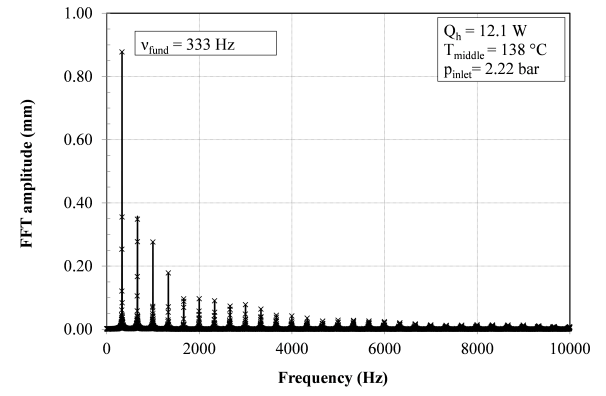 1.00
0.80
0.60
0.40
0.20
0.00
FFT amplitude (mm)
νfund = 333 Hz
Qh = 12.1 W
Tmiddle = 138 °C
pinlet = 2.22 bar
0 2000 4000 6000 8000 10000
Frequency (Hz)